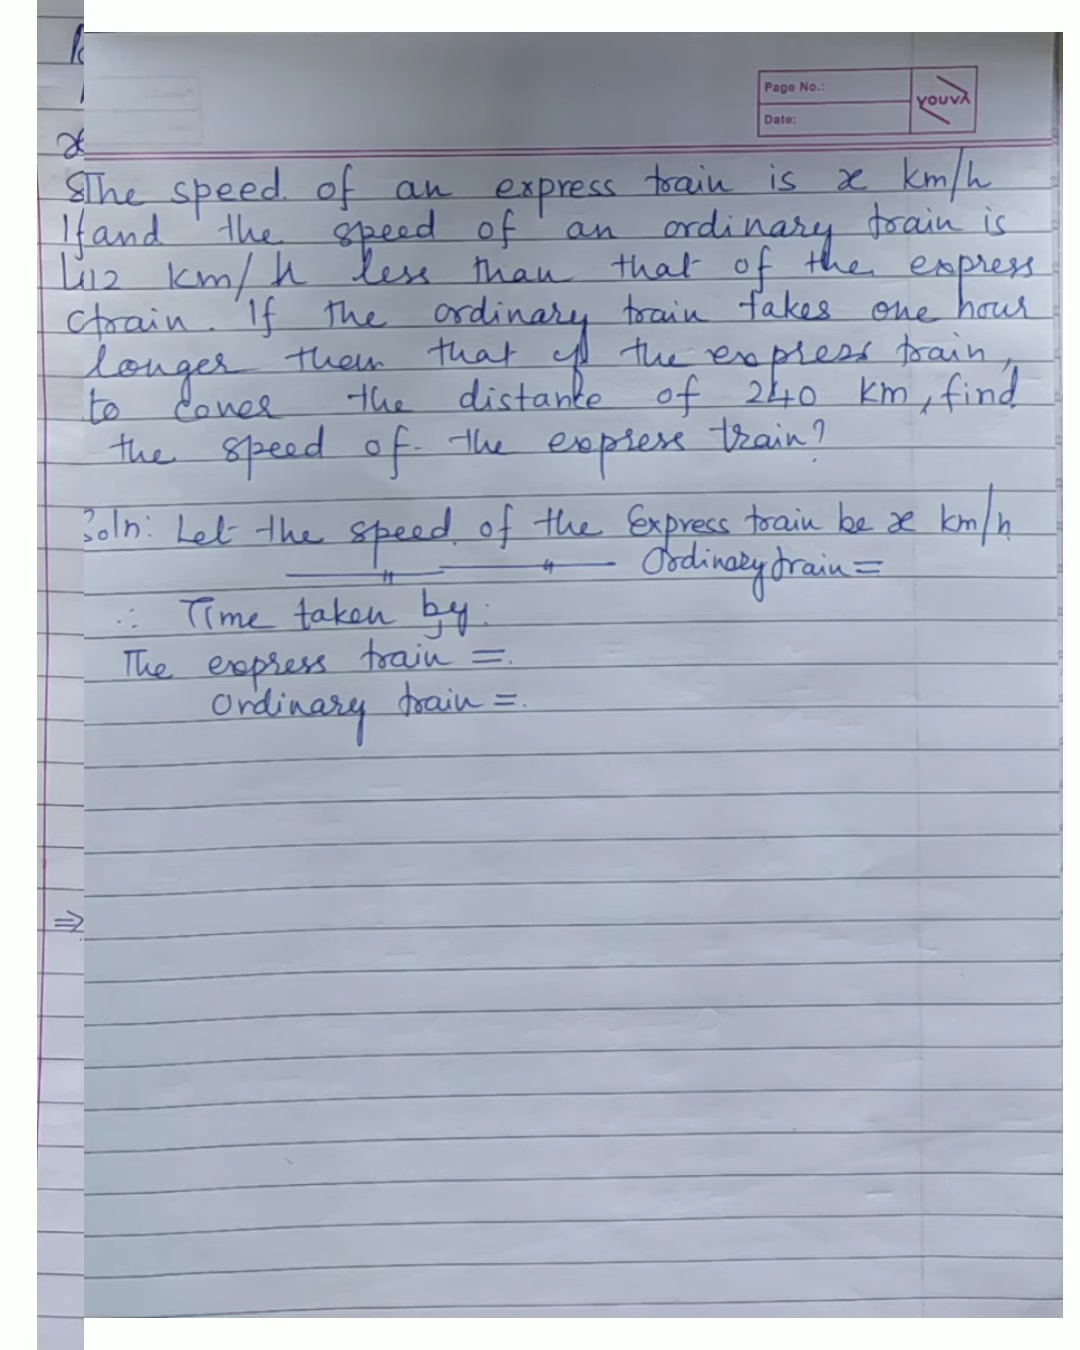 Page No.:
Date:
YOUVA
The speed of an express train is x km/h
and the speed of an ordinary train is
12 km/h less than that of the express
train. If the ordinary train takes one hour
longer then that of the express train,
to cover the distance of 240 km, find
the speed of the express train?
Soln: Let the speed of the Express train be x km/h
—"— —"— Ordinary train =
∴ Time taken by:
The express train =.
Ordinary train =.
⇒